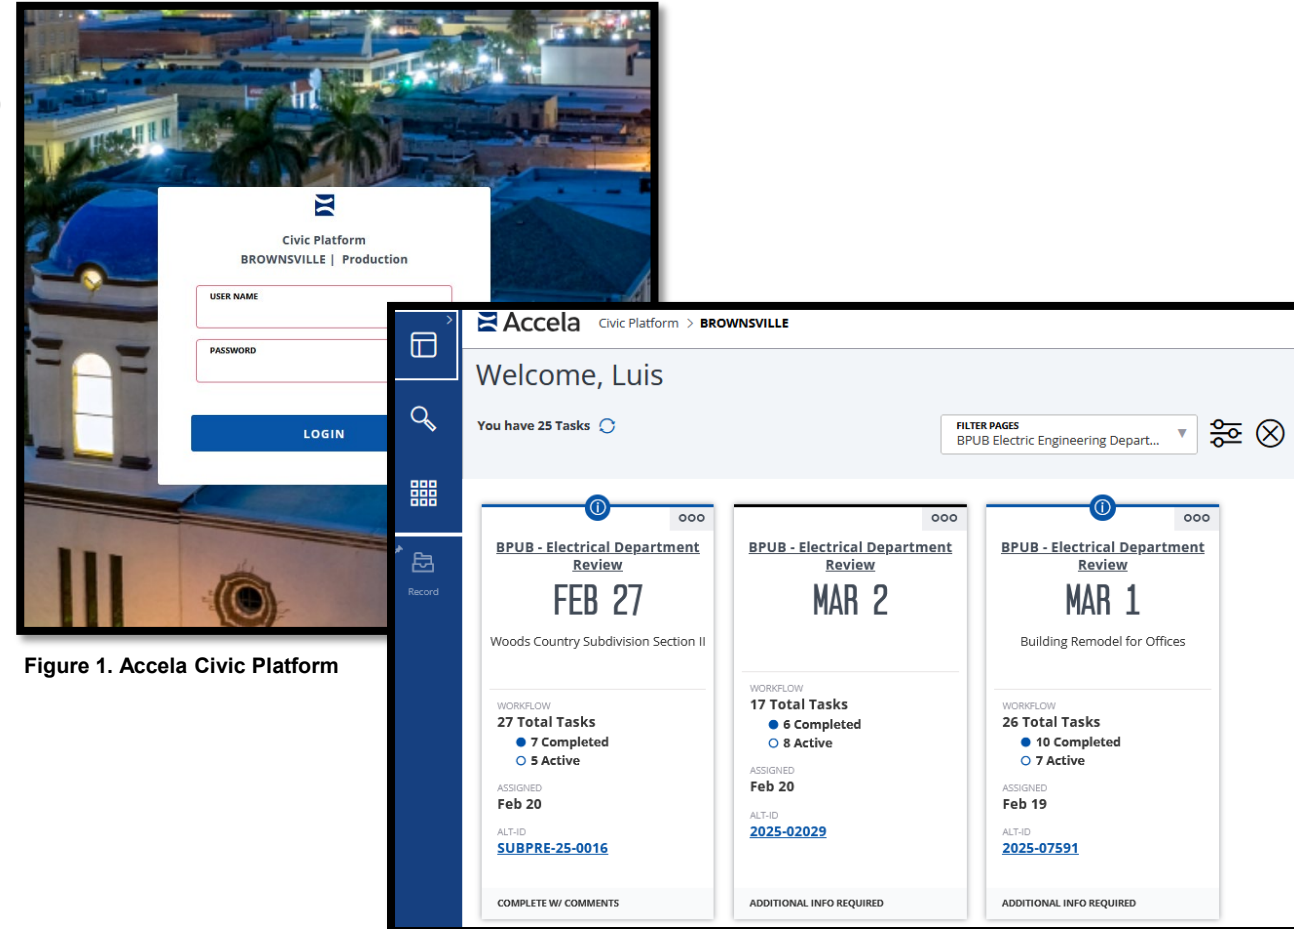 Civic Platform
BROWNSVILLE | Production
USER NAME
PASSWORD
LOGIN
Figure 1. Accela Civic Platform
Accela Civic Platform > BROWNSVILLE
Welcome, Luis
You have 25 Tasks
FILTER PAGES
BPUB Electric Engineering Depart...
Record
BPUB - Electrical Department
Review
FEB 27
Woods Country Subdivision Section II
WORKFLOW
27 Total Tasks
7 Completed
5 Active
ASSIGNED
Feb 20
ALT-ID
SUBPRE-25-0016
COMPLETE W/ COMMENTS
BPUB - Electrical Department
Review
MAR 2
WORKFLOW
17 Total Tasks
6 Completed
8 Active
ASSIGNED
Feb 20
ALT-ID
2025-02029
ADDITIONAL INFO REQUIRED
BPUB - Electrical Department
Review
MAR 1
Building Remodel for Offices
WORKFLOW
26 Total Tasks
10 Completed
7 Active
ASSIGNED
Feb 19
ALT-ID
2025-07591
ADDITIONAL INFO REQUIRED